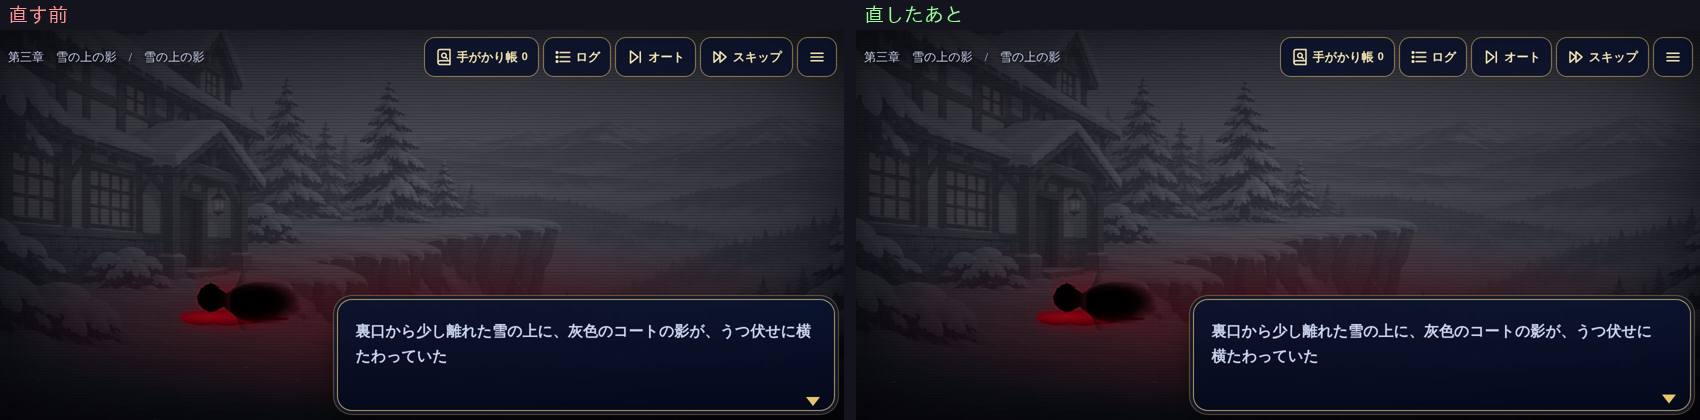 直す前
第三章 雪の上の影 / 雪の上の影
手がかり帳 0
ログ
オート
スキップ
裏口から少し離れた雪の上に、灰色のコートの影が、うつ伏せに横
たわっていた
直したあと
第三章 雪の上の影 / 雪の上の影
手がかり帳 0
ログ
オート
スキップ
裏口から少し離れた雪の上に、灰色のコートの影が、うつ伏せに
横たわっていた